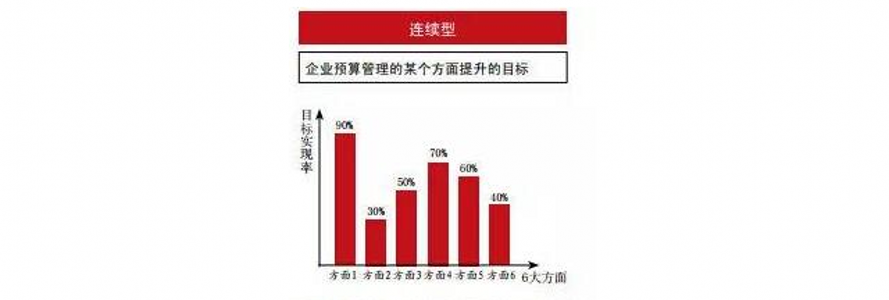 连续型
企业预算管理的某个方面提升的目标
目标实现率
90%
30%
50%
70%
60%
40%
方面1 方面2 方面3 方面4 方面5 方面6
6大方面